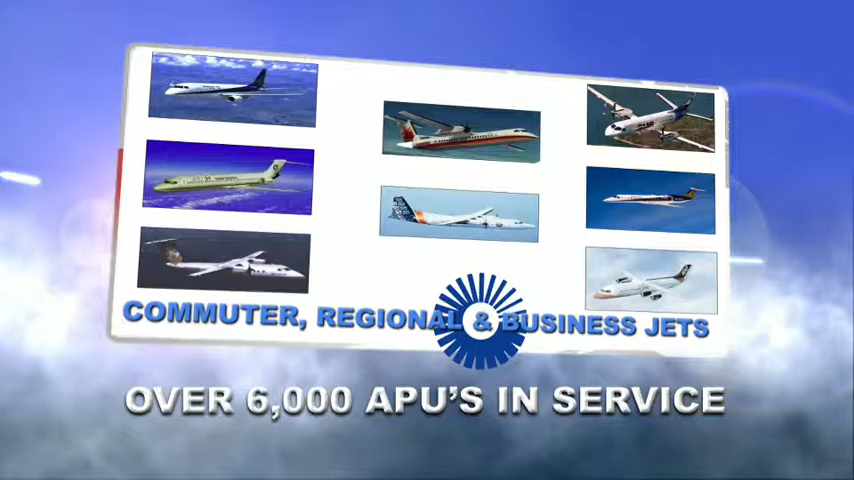 COMMUTER, REGIONAL & BUSINESS JETS
OVER 6,000 APU'S IN SERVICE